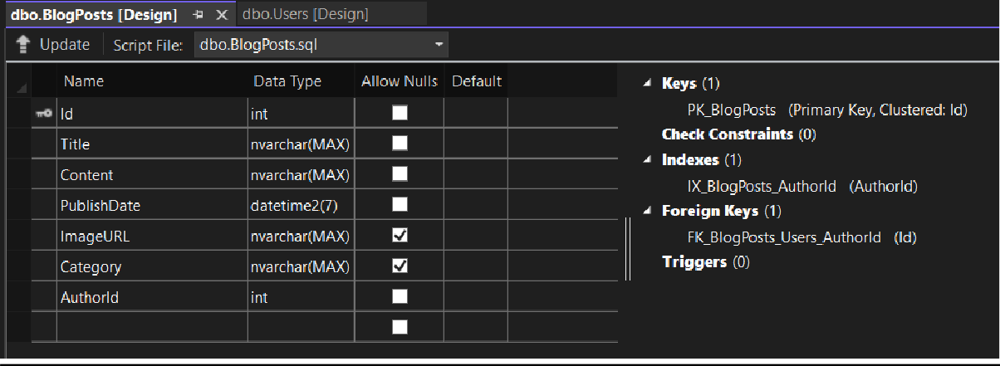 dbo.BlogPosts [Design] dbo.Users [Design]
Update Script File: dbo.BlogPosts.sql
Name Data Type Allow Nulls Default
Id int
Title nvarchar(MAX)
Content nvarchar(MAX)
PublishDate datetime2(7)
ImageURL nvarchar(MAX)
Category nvarchar(MAX)
AuthorId int
Keys (1)
PK_BlogPosts (Primary Key, Clustered: Id)
Check Constraints (0)
Indexes (1)
IX_BlogPosts_AuthorId (AuthorId)
Foreign Keys (1)
FK_BlogPosts_Users_AuthorId (Id)
Triggers (0)